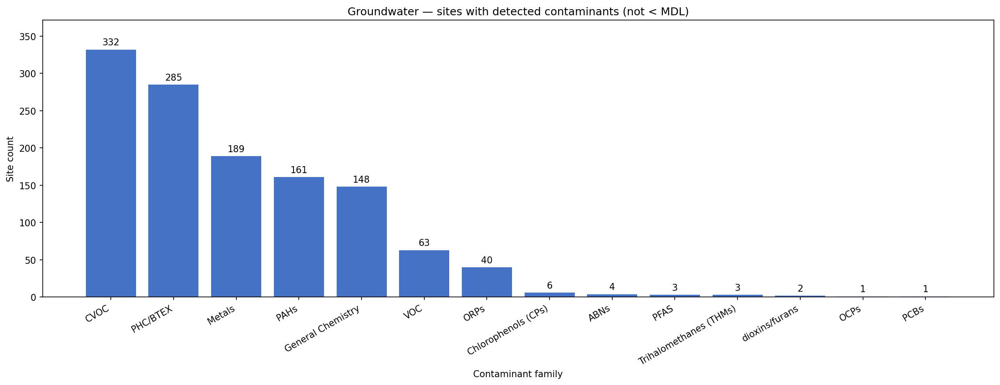 Groundwater — sites with detected contaminants (not < MDL)
Site count
350
300
250
200
150
100
50
0
332
285
189
161
148
63
40
6
4
3
3
2
1
1
CVOC
PHC/BTEX
Metals
PAHs
General Chemistry
VOC
ORPs
Chlorophenols (CPs)
ABNs
PFAS
Trihalomethanes (THMs)
dioxins/furans
OCPs
PCBs
Contaminant family